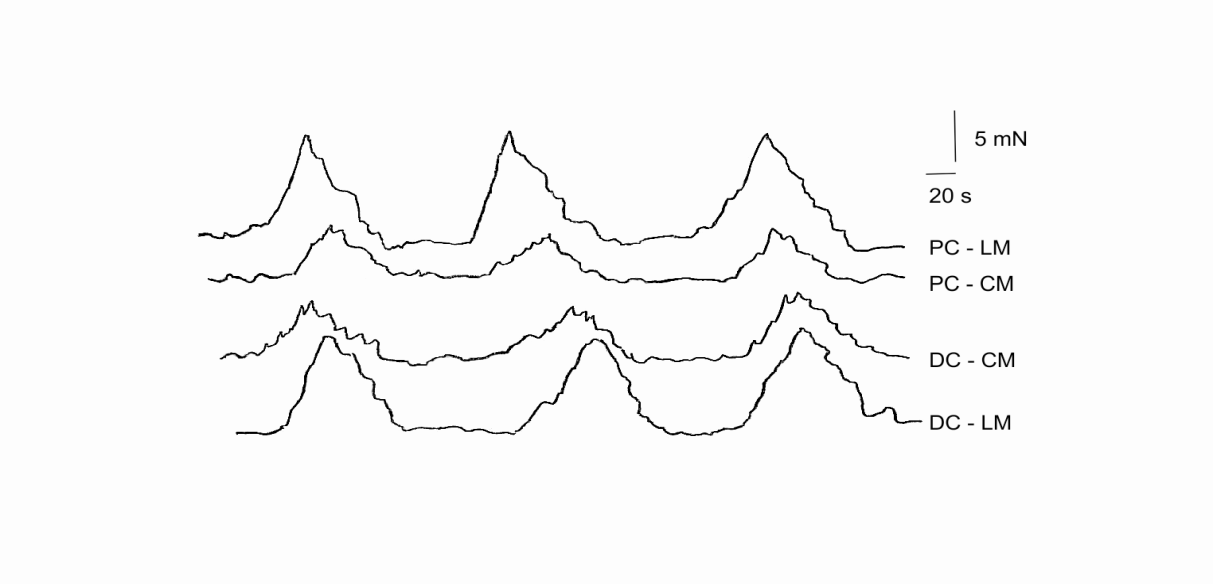 5 mN
20 s
PC - LM
PC - CM
DC - CM
DC - LM